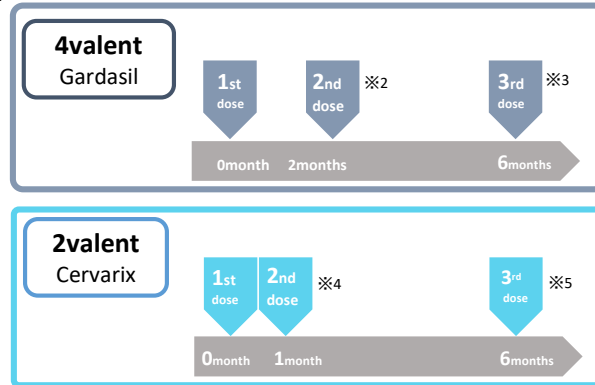 4valent
Gardasil
1st
dose
2nd
dose
※2
3rd
dose
※3
0month
2months
6months
2valent
Cervarix
1st
dose
2nd
dose
※4
3rd
dose
※5
0month
1month
6months